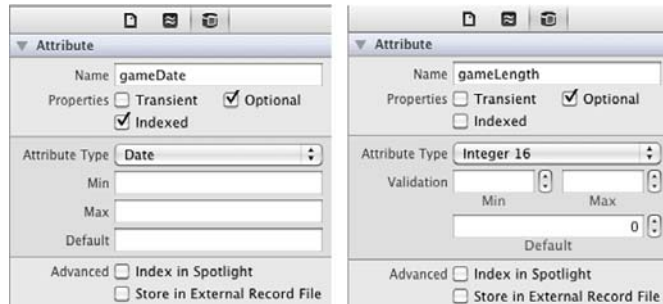 Attribute
Name gameDate
Properties Transient Optional
Indexed
Attribute Type Date
Min
Max
Default
Advanced Index in Spotlight
Store in External Record File
Attribute
Name gameLength
Properties Transient Optional
Indexed
Attribute Type Integer 16
Validation
Min Max
0
Default
Advanced Index in Spotlight
Store in External Record File